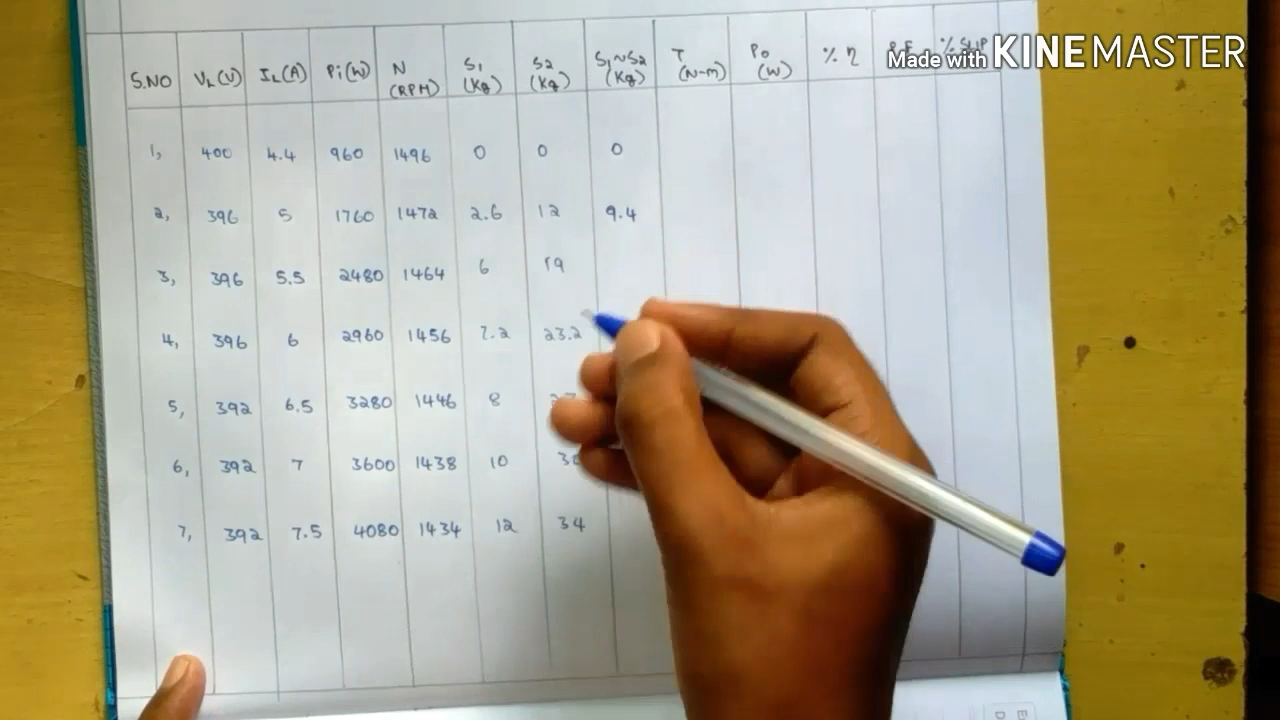 S.NO VL(V) IL(A) Pi(W) N (RPM) S1 (Kg) S2 (Kg) S1~S2 (Kg) T (N-m) Po (W) % η P.F % SLIP
Made with KINEMASTER
1, 400 4.4 960 1496 0 0 0
2, 396 5 1760 1472 2.6 12 9.4
3, 396 5.5 2480 1464 6 19
4, 396 6 2960 1456 7.2 23.2
5, 392 6.5 3280 1446 8
6, 392 7 3600 1438 10
7, 392 7.5 4080 1434 12 34